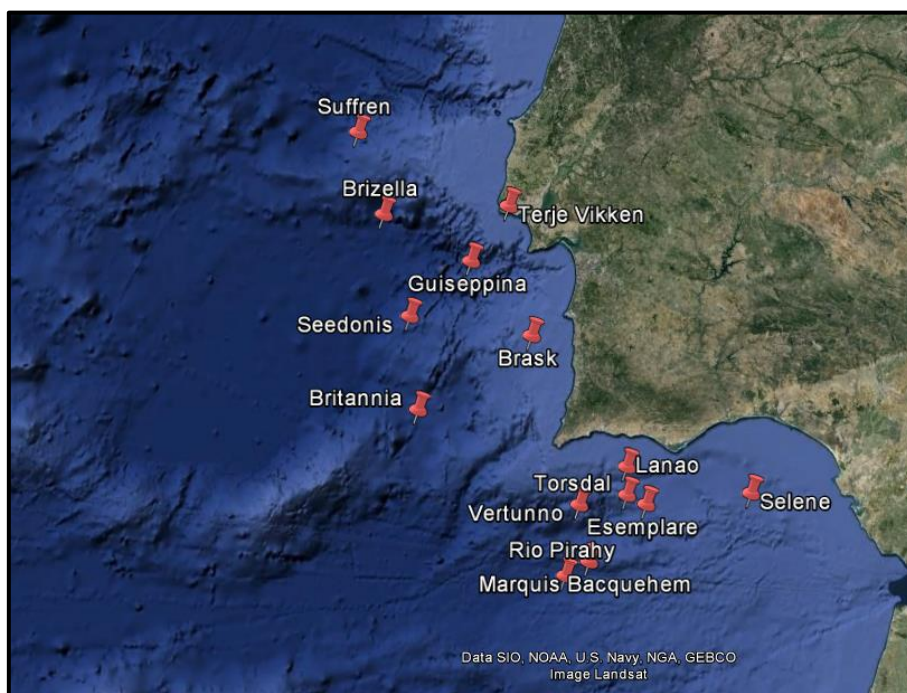 Suffren
Brizella
Terje Vikken
Guiseppina
Seedonis
Brask
Britannia
Lanao
Torsdal
Selene
Vertunno
Esemplare
Rio Pirahy
Marquis Bacquehem
Data SIO, NOAA, U.S. Navy, NGA, GEBCO
Image Landsat